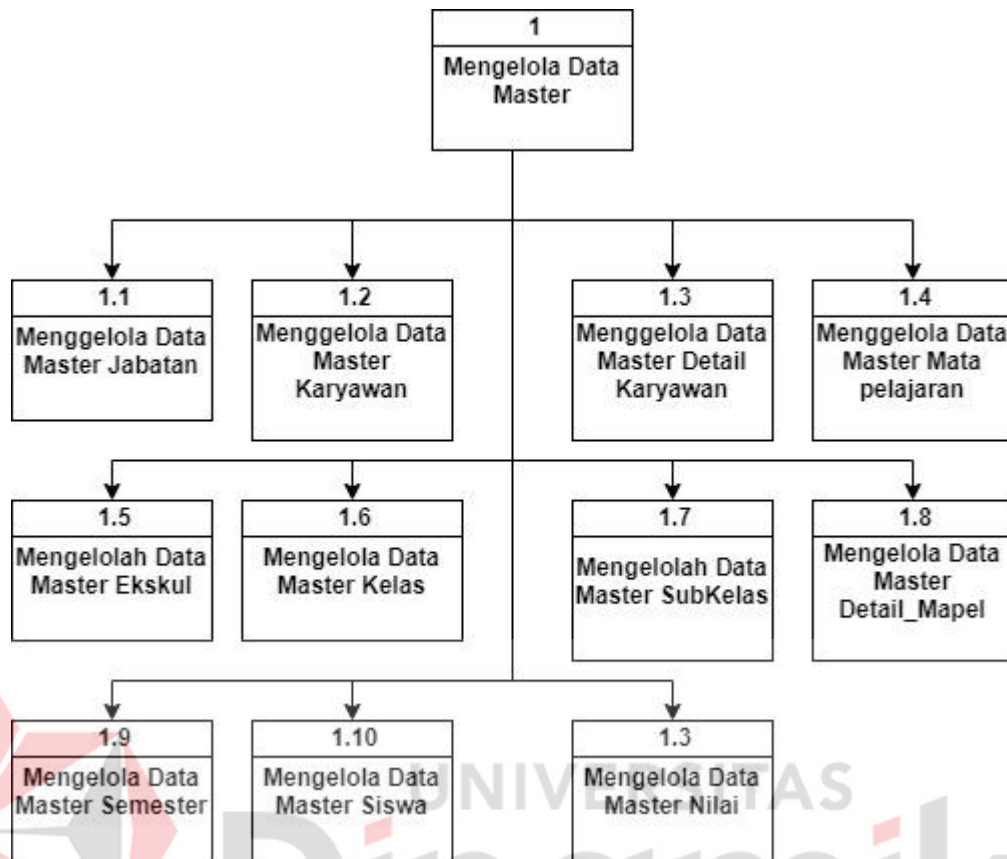 1
Mengelola Data
Master
1.1
Menggelola Data
Master Jabatan
1.2
Menggelola Data
Master
Karyawan
1.3
Menggelola Data
Master Detail
Karyawan
1.4
Menggelola Data
Master Mata
pelajaran
1.5
Mengelolah Data
Master Ekskul
1.6
Mengelola Data
Master Kelas
1.7
Mengelolah Data
Master SubKelas
1.8
Mengelola Data
Master
Detail_Mapel
1.9
Mengelola Data
Master Semester
1.10
Mengelola Data
Master Siswa
1.3
Mengelola Data
Master Nilai
UNIVERSITAS